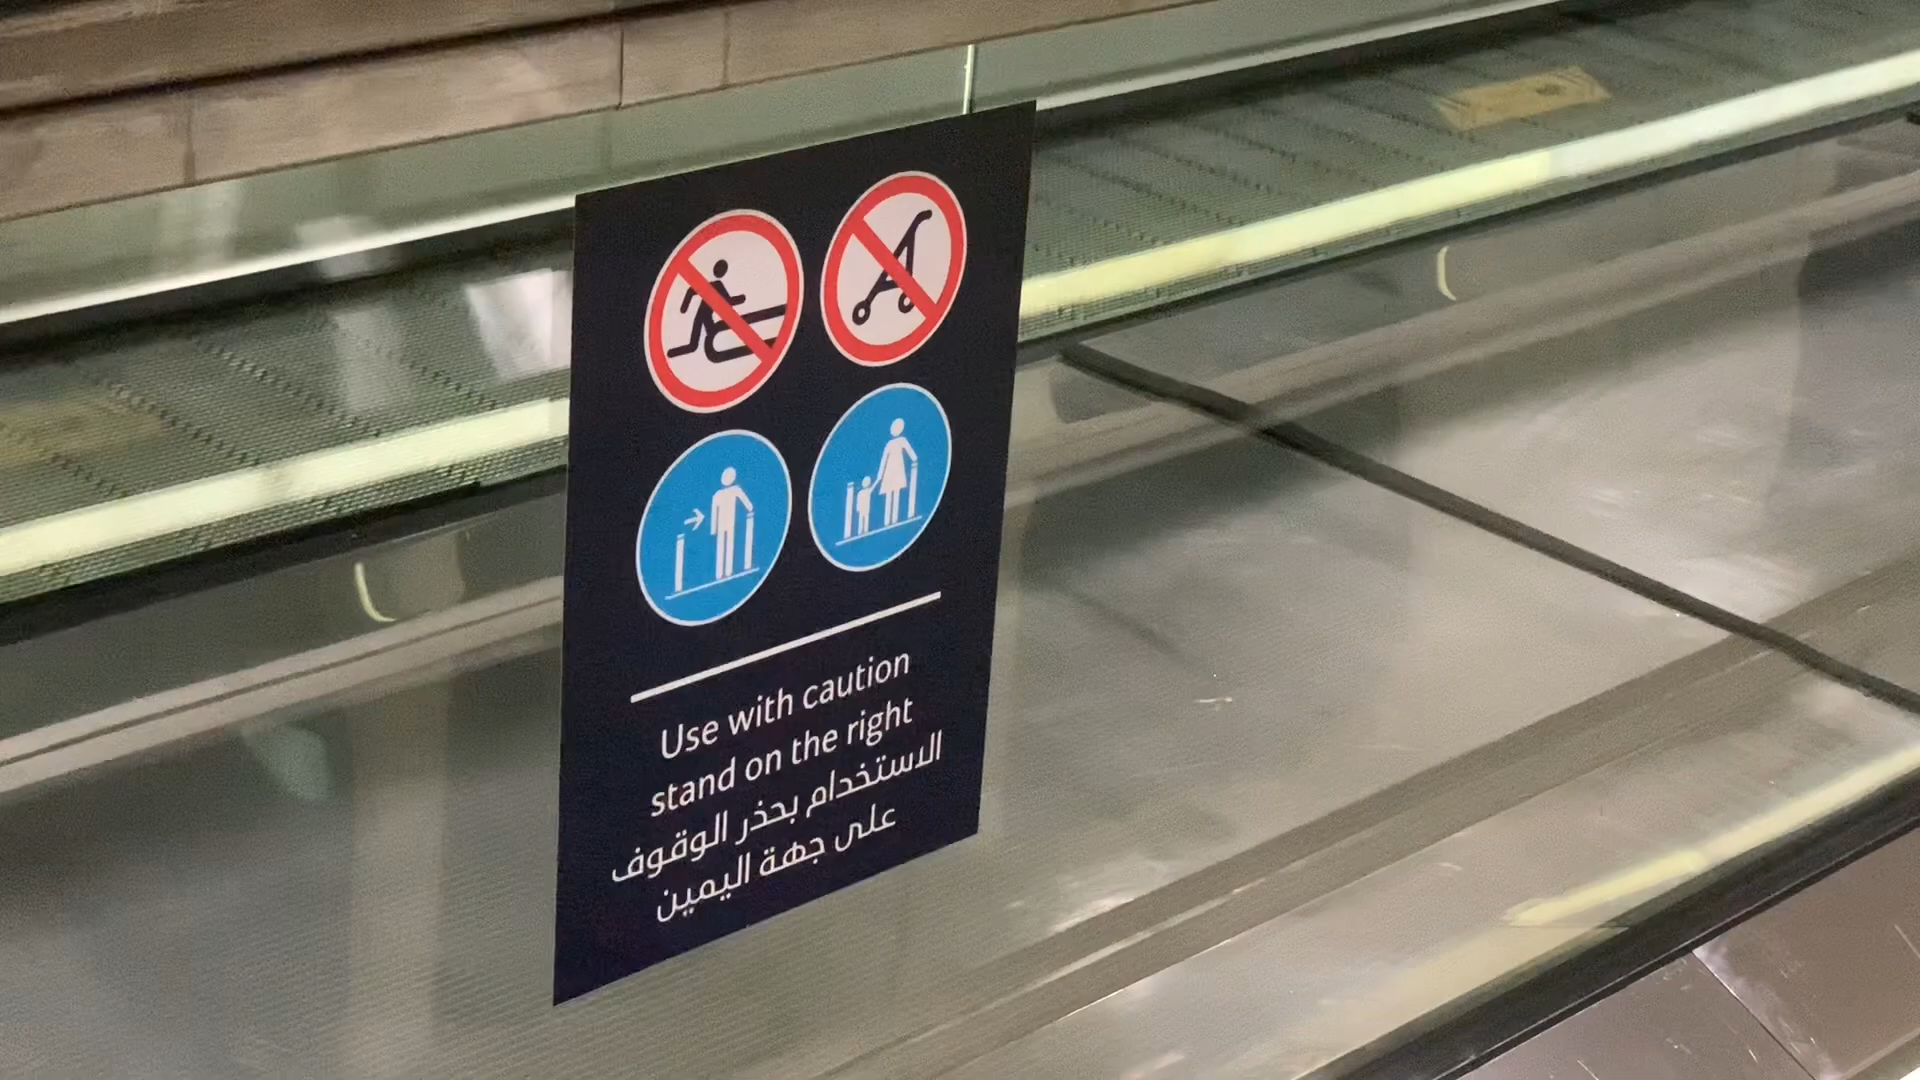 Use with caution
stand on the right
الاستخدام بحذر الوقوف
على جهة اليمين